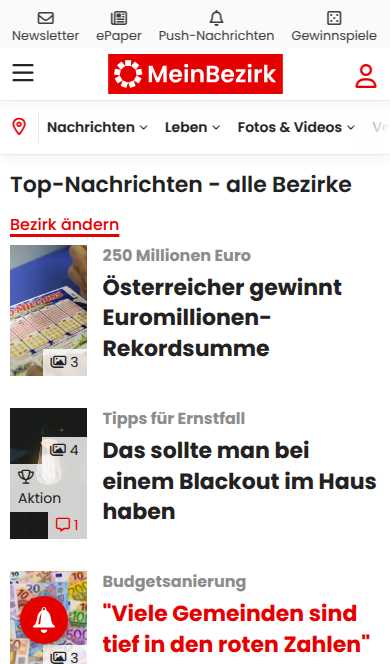 Newsletter ePaper Push-Nachrichten Gewinnspiele
MeinBezirk
Nachrichten Leben Fotos & Videos
Top-Nachrichten - alle Bezirke
Bezirk ändern
250 Millionen Euro
Österreicher gewinnt
Euromillionen-
Rekordsumme
3
Tipps für Ernstfall
Das sollte man bei
einem Blackout im Haus
haben
4
Aktion
1
Budgetsanierung
"Viele Gemeinden sind
tief in den roten Zahlen"
3